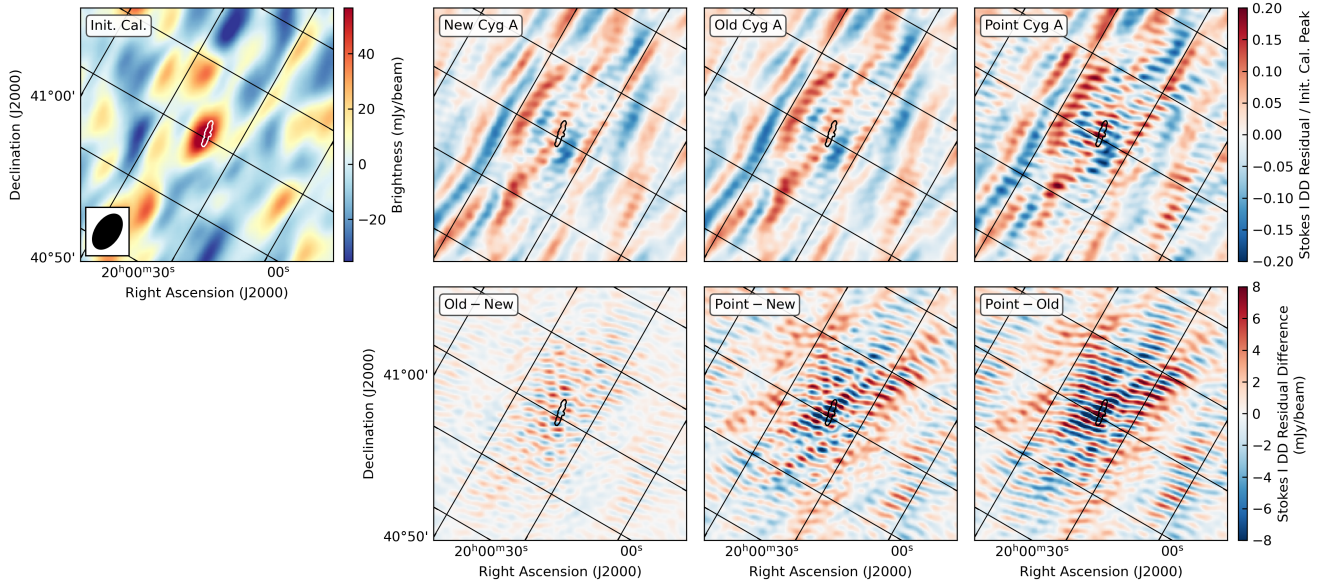 Init. Cal.
New Cyg A
Old Cyg A
Point Cyg A
41°00'
40°50'
Declination (J2000)
20ʰ00ᵐ30ˢ
00ˢ
Right Ascension (J2000)
40
20
0
−20
Brightness (mJy/beam)
0.20
0.15
0.10
0.05
0.00
−0.05
−0.10
−0.15
−0.20
Stokes I DD Residual / Init. Cal. Peak
Old − New
Point − New
Point − Old
41°00'
40°50'
Declination (J2000)
20ʰ00ᵐ30ˢ
00ˢ
20ʰ00ᵐ30ˢ
00ˢ
20ʰ00ᵐ30ˢ
00ˢ
Right Ascension (J2000)
Right Ascension (J2000)
Right Ascension (J2000)
8
6
4
2
0
−2
−4
−6
−8
Stokes I DD Residual Difference
(mJy/beam)